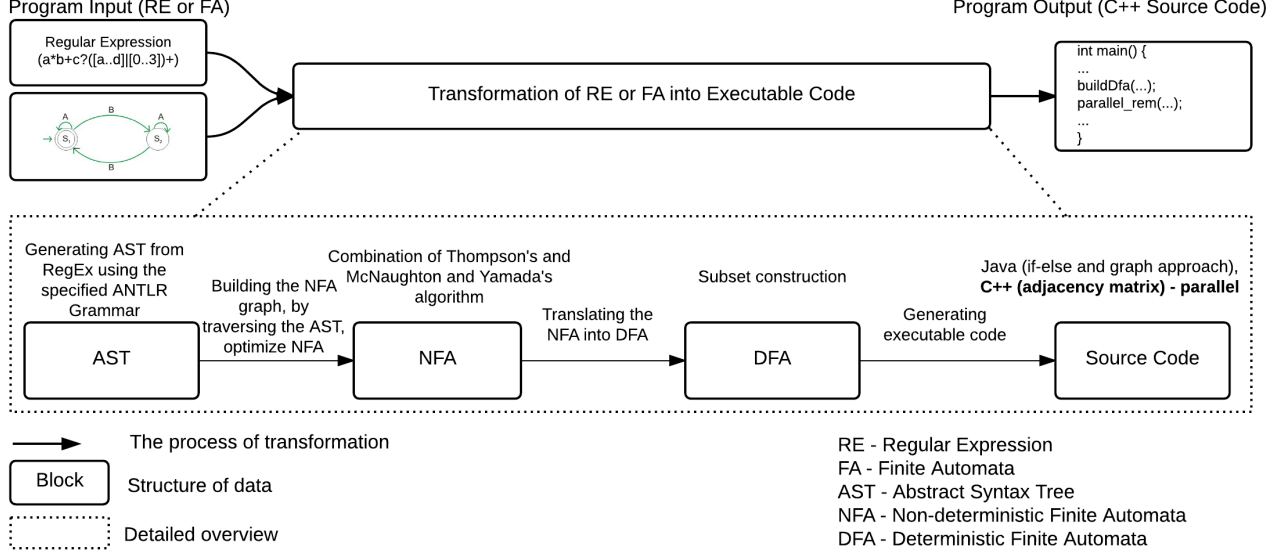 Program Input (RE or FA)
Program Output (C++ Source Code)
Regular Expression
(a*b+c?([a..d]|[0..3])+)
A
B
A
S₁
S₂
B
Transformation of RE or FA into Executable Code
int main() {
...
buildDfa(...);
parallel_rem(...);
...
}
Generating AST from
RegEx using the
specified ANTLR
Grammar
AST
Building the NFA
graph, by
traversing the AST,
optimize NFA
Combination of Thompson's and
McNaughton and Yamada's
algorithm
NFA
Translating the
NFA into DFA
Subset construction
DFA
Generating
executable code
Java (if-else and graph approach),
C++ (adjacency matrix) - parallel
Source Code
The process of transformation
Block
Structure of data
Detailed overview
RE - Regular Expression
FA - Finite Automata
AST - Abstract Syntax Tree
NFA - Non-deterministic Finite Automata
DFA - Deterministic Finite Automata